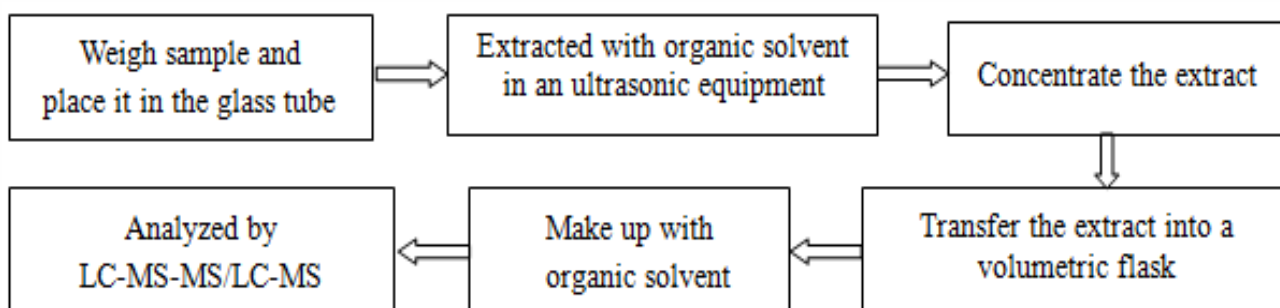 Weigh sample and
place it in the glass tube
Extracted with organic solvent
in an ultrasonic equipment
Concentrate the extract
Transfer the extract into a
volumetric flask
Make up with
organic solvent
Analyzed by
LC-MS-MS/LC-MS